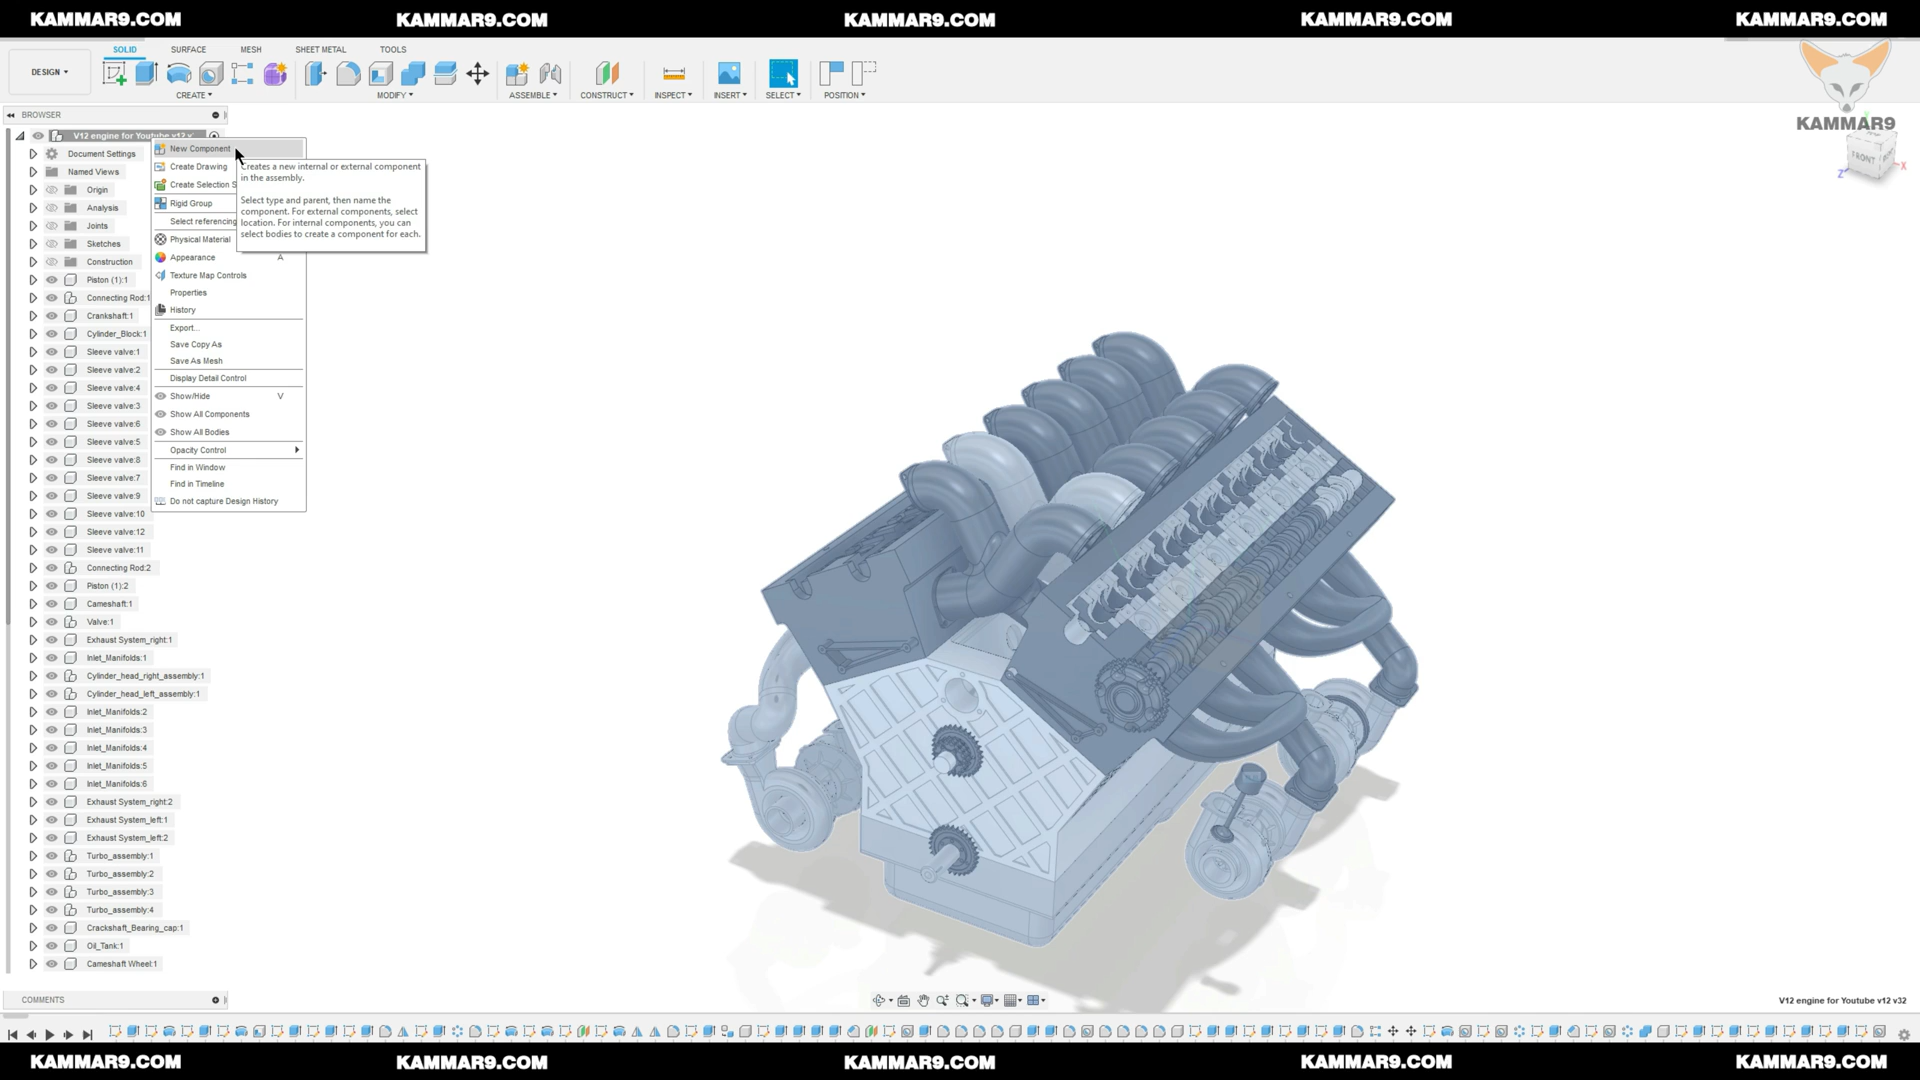 KAMMAR9.COM KAMMAR9.COM KAMMAR9.COM KAMMAR9.COM KAMMAR9.COM
SOLID SURFACE MESH SHEET METAL TOOLS
DESIGN
CREATE MODIFY ASSEMBLE CONSTRUCT INSPECT INSERT SELECT POSITION
KAMMAR9
FRONT
Z
X
BROWSER
V12 engine for Youtube v12 v
Document Settings
Named Views
Origin
Analysis
Joints
Sketches
Construction
Piston (1):1
Connecting Rod:1
Crankshaft:1
Cylinder_Block:1
Sleeve valve:1
Sleeve valve:2
Sleeve valve:4
Sleeve valve:3
Sleeve valve:6
Sleeve valve:5
Sleeve valve:8
Sleeve valve:7
Sleeve valve:9
Sleeve valve:10
Sleeve valve:12
Sleeve valve:11
Connecting Rod:2
Piston (1):2
Cameshaft:1
Valve:1
Exhaust System_right:1
Inlet_Manifolds:1
Cylinder_head_right_assembly:1
Cylinder_head_left_assembly:1
Inlet_Manifolds:2
Inlet_Manifolds:3
Inlet_Manifolds:4
Inlet_Manifolds:5
Inlet_Manifolds:6
Exhaust System_right:2
Exhaust System_left:1
Exhaust System_left:2
Turbo_assembly:1
Turbo_assembly:2
Turbo_assembly:3
Turbo_assembly:4
Crackshaft_Bearing_cap:1
Oil_Tank:1
Cameshaft Wheel:1
New Component
Create Drawing
Create Selection S
Rigid Group
Select referencing
Physical Material
Appearance A
Texture Map Controls
Properties
History
Export...
Save Copy As
Save As Mesh
Display Detail Control
Show/Hide V
Show All Components
Show All Bodies
Opacity Control
Find in Window
Find in Timeline
Do not capture Design History
Creates a new internal or external component
in the assembly.
Select type and parent, then name the
component. For external components, select
location. For internal components, you can
select bodies to create a component for each.
COMMENTS
V12 engine for Youtube v12 v32
KAMMAR9.COM KAMMAR9.COM KAMMAR9.COM KAMMAR9.COM KAMMAR9.COM